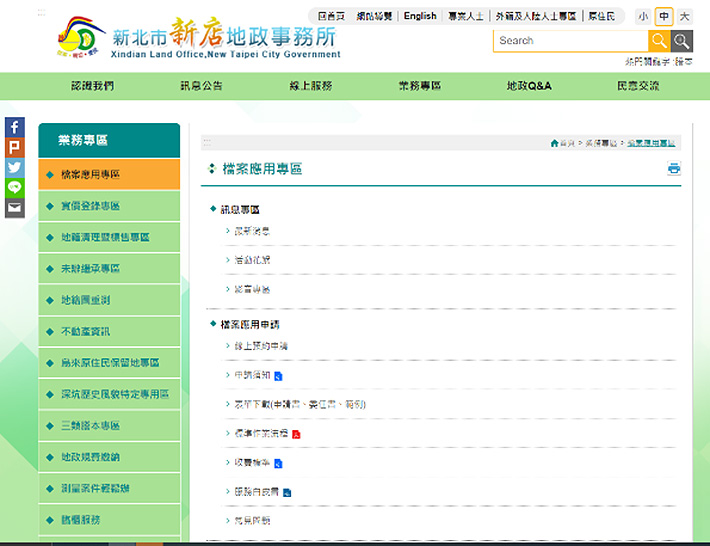 回首頁 網站導覽 English 專業人士 外籍及大陸人士專區 原住民 小 中 大
新北市新店地政事務所
Xindian Land Office,New Taipei City Government
Search
熱門關鍵字:謄本
認識我們 訊息公告 線上服務 業務專區 地政Q&A 民意交流
業務專區
檔案應用專區
實價登錄專區
地籍清理暨標售專區
未辦繼承專區
地籍圖重測
不動產資訊
烏來原住民保留地專區
深坑歷史風貌特定專用區
三類謄本專區
地政規費繳納
測量案件輕鬆辦
臨櫃服務
首頁 > 業務專區 > 檔案應用專區
檔案應用專區
訊息專區
最新消息
活動花絮
影音專區
檔案應用申請
線上預約申請
申請須知
表單下載(申請書、委任書、範例)
標準作業流程
收費標準
服務白皮書
常見問題